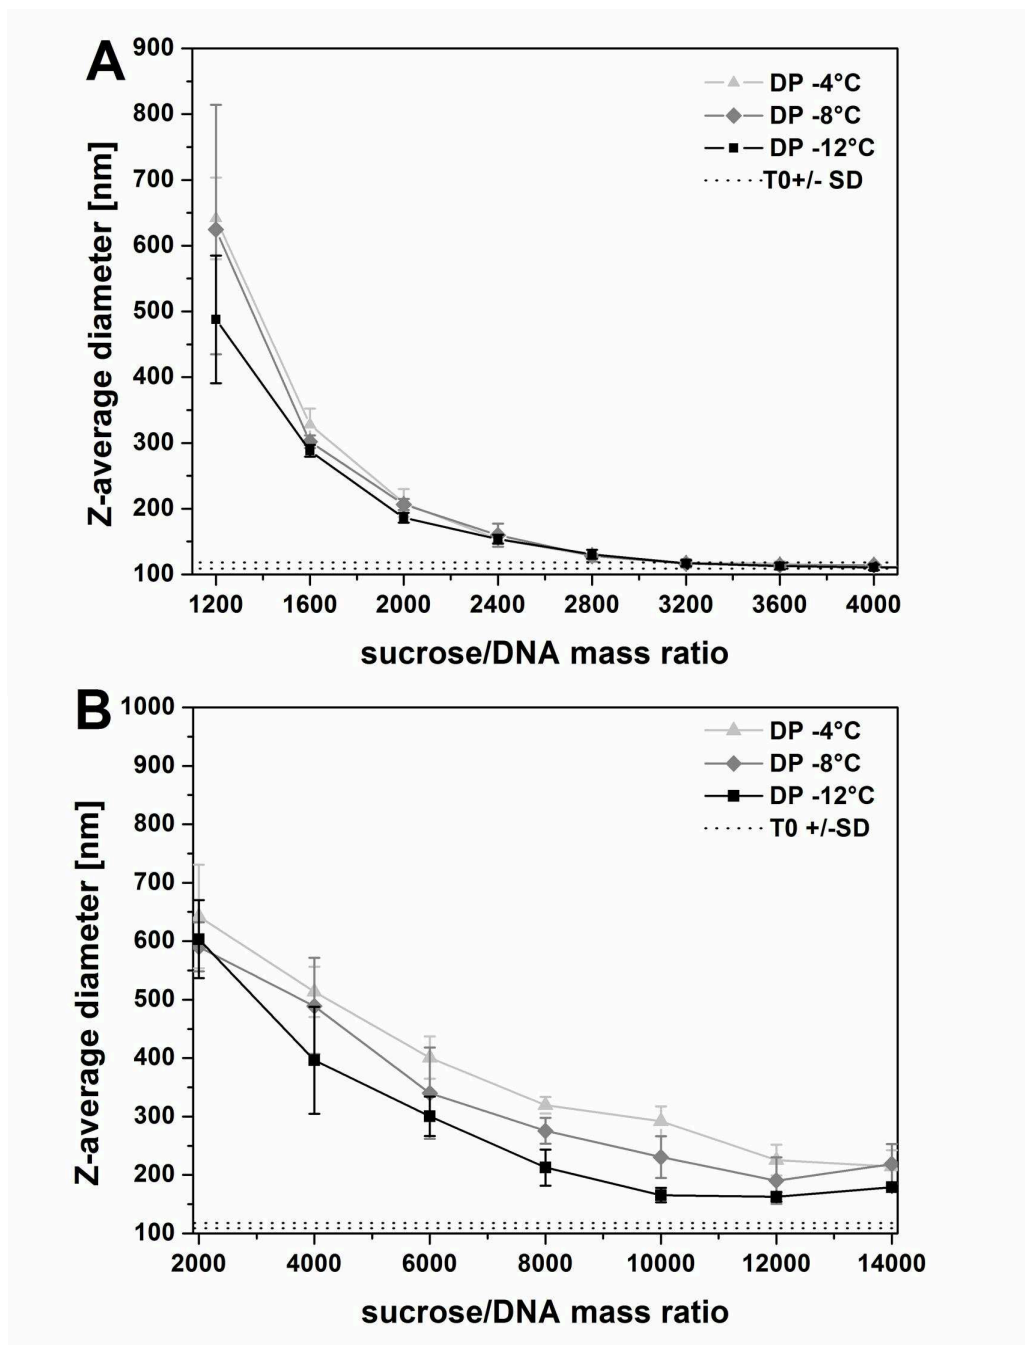 A
900
800
700
600
500
400
300
200
100
Z-average diameter [nm]
DP -4°C
DP -8°C
DP -12°C
T0+/- SD
1200 1600 2000 2400 2800 3200 3600 4000
sucrose/DNA mass ratio
B
1000
900
800
700
600
500
400
300
200
100
Z-average diameter [nm]
DP -4°C
DP -8°C
DP -12°C
T0 +/-SD
2000 4000 6000 8000 10000 12000 14000
sucrose/DNA mass ratio